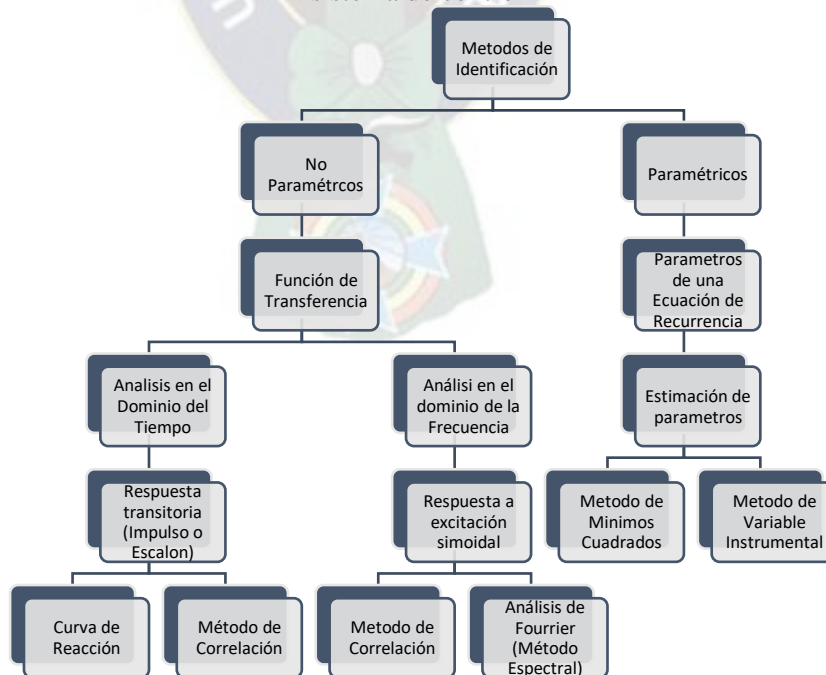 Metodos de
Identificación
No
Paramétrcos
Paramétricos
Función de
Transferencia
Parametros
de una
Ecuación de
Recurrencia
Analisis en el
Dominio del
Tiempo
Análisi en el
dominio de la
Frecuencia
Estimación de
parametros
Respuesta
transitoria
(Impulso o
Escalon)
Respuesta a
excitación
simoidal
Metodo de
Minimos
Cuadrados
Metodo de
Variable
Instrumental
Curva de
Reacción
Método de
Correlación
Metodo de
Correlación
Análisis de
Fourrier
(Método
Espectral)